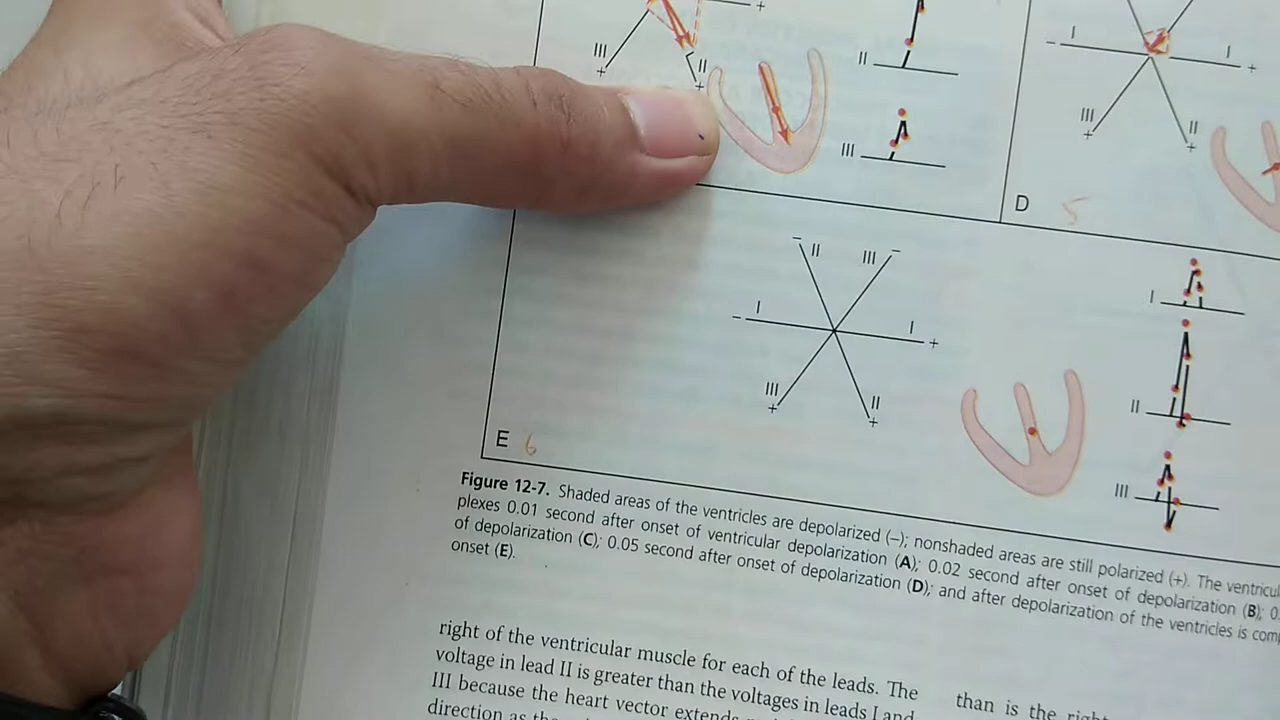 +
III
+
II
+
II
III
I
I
+
III
+
II
+
D 5
II
III
I
I
+
III
+
II
+
I
II
III
E 6
Figure 12-7. Shaded areas of the ventricles are depolarized (−); nonshaded areas are still polarized (+). The
plexes 0.01 second after onset of ventricular depolarization (A); 0.02 second after onset of depolarization (B);
of depolarization (C); 0.05 second after onset of depolarization (D); and after depolarization of the ventricles is
onset (E).
right of the ventricular muscle for each of the leads. The
voltage in lead II is greater than the voltages in leads I and
III because the heart vector extends
direction as the
than is the right